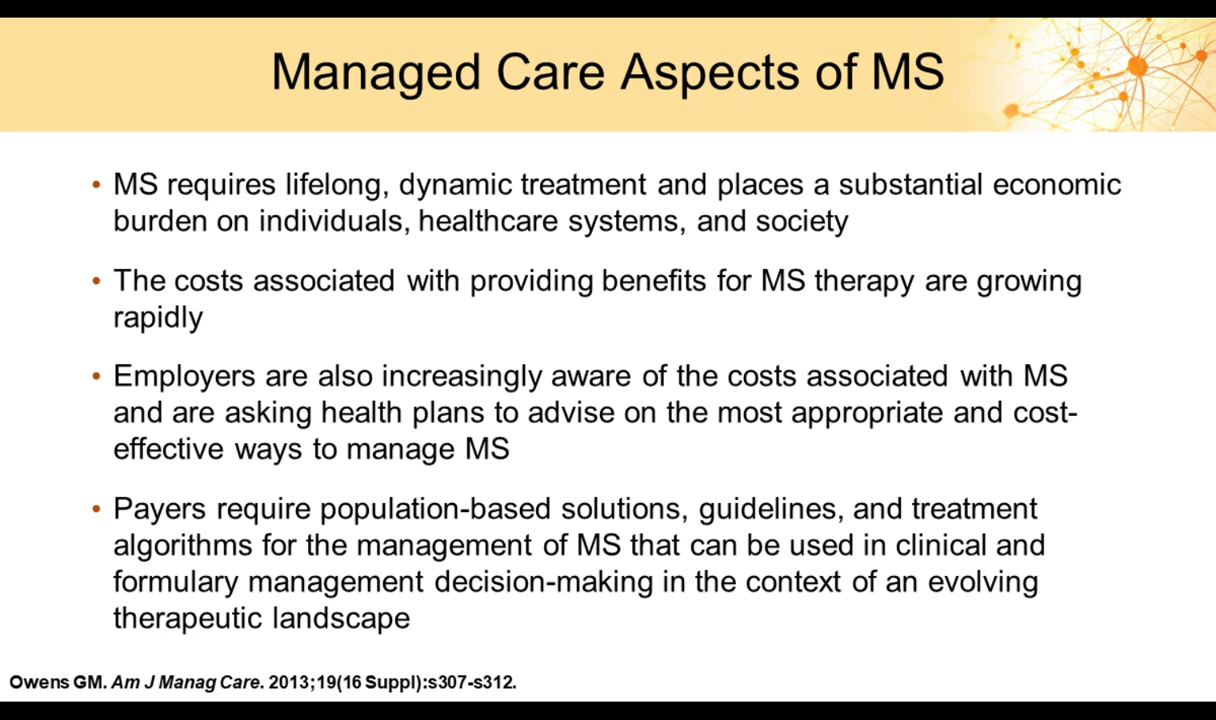 Managed Care Aspects of MS
• MS requires lifelong, dynamic treatment and places a substantial economic
burden on individuals, healthcare systems, and society
• The costs associated with providing benefits for MS therapy are growing
rapidly
• Employers are also increasingly aware of the costs associated with MS
and are asking health plans to advise on the most appropriate and cost-
effective ways to manage MS
• Payers require population-based solutions, guidelines, and treatment
algorithms for the management of MS that can be used in clinical and
formulary management decision-making in the context of an evolving
therapeutic landscape
Owens GM. Am J Manag Care. 2013;19(16 Suppl):s307-s312.